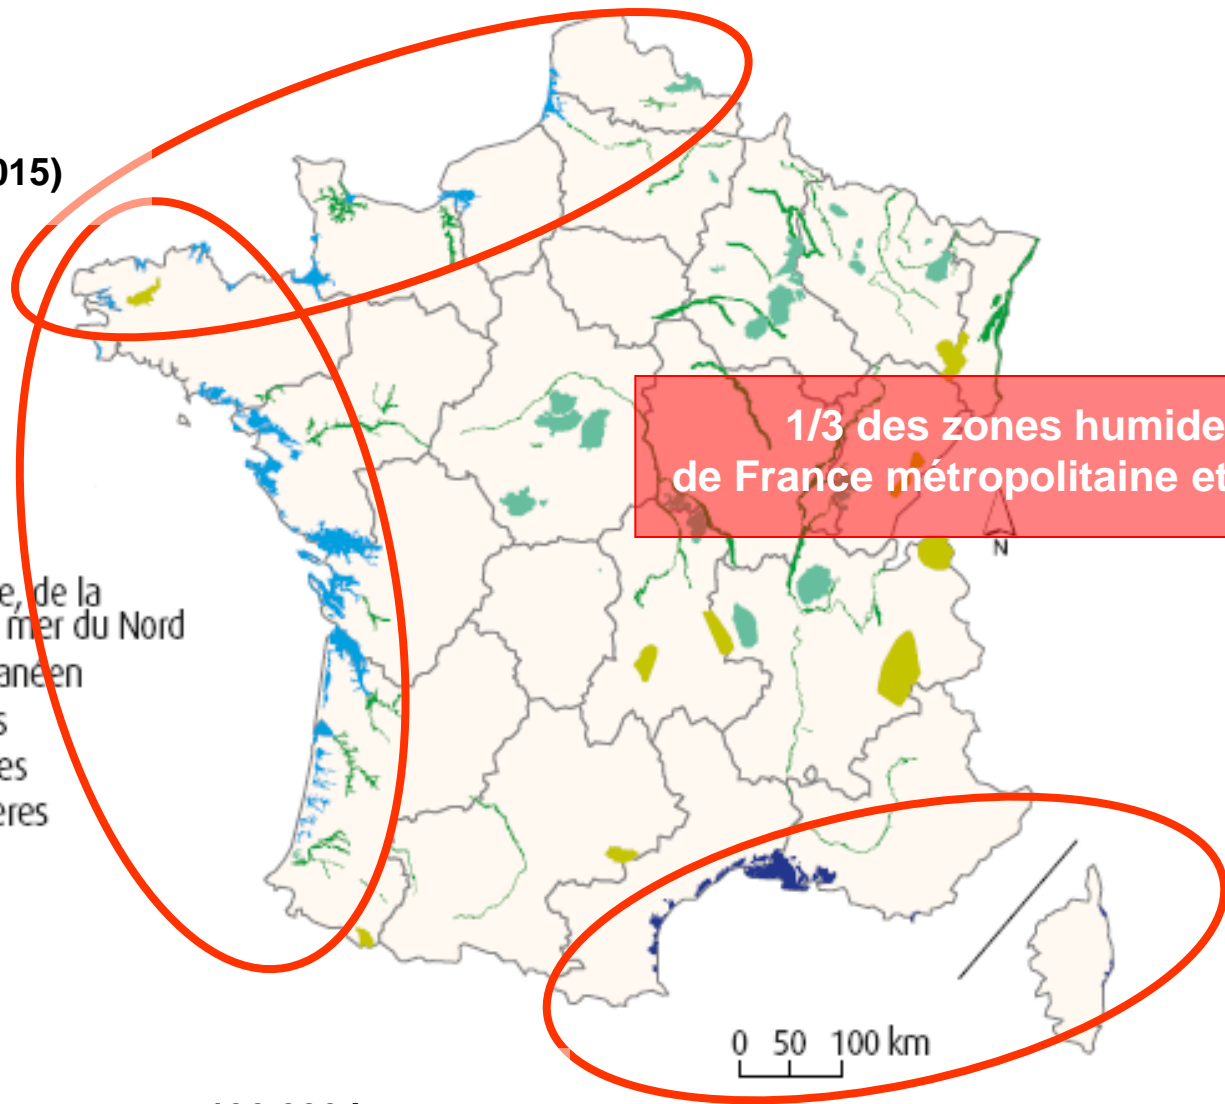 015)
1/3 des zones humide
de France métropolitaine et
N
e, de la
mer du Nord
anéen
s
es
ères
0 50 100 km